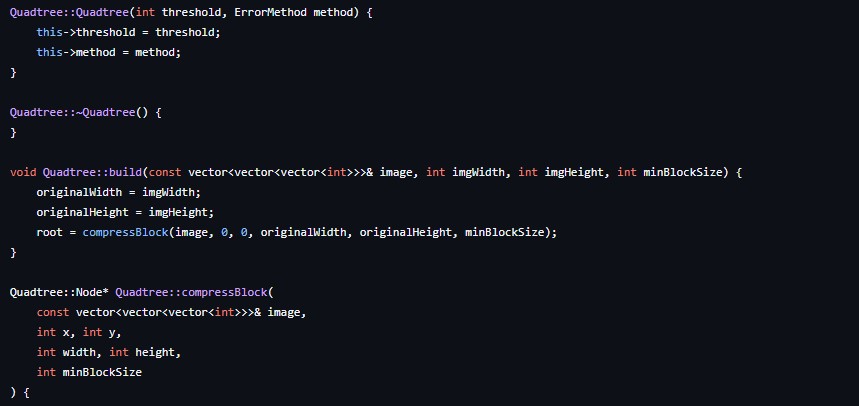 Quadtree::Quadtree(int threshold, ErrorMethod method) {
    this->threshold = threshold;
    this->method = method;
}

Quadtree::~Quadtree() {
}

void Quadtree::build(const vector<vector<vector<int>>>& image, int imgWidth, int imgHeight, int minBlockSize) {
    originalWidth = imgWidth;
    originalHeight = imgHeight;
    root = compressBlock(image, 0, 0, originalWidth, originalHeight, minBlockSize);
}

Quadtree::Node* Quadtree::compressBlock(
    const vector<vector<vector<int>>>& image,
    int x, int y,
    int width, int height,
    int minBlockSize
) {